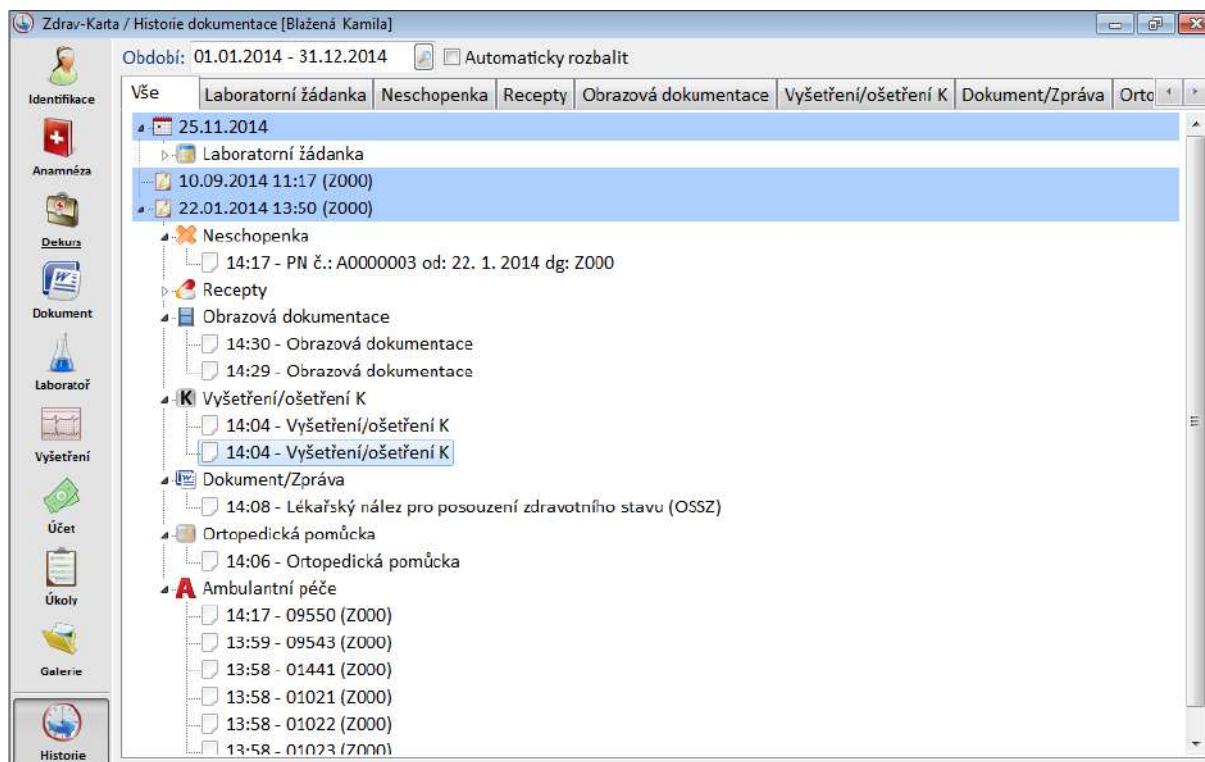 Zdrav-Karta / Historie dokumentace [Blažená Kamila]
Období: 01.01.2014 - 31.12.2014 Automaticky rozbalit
Vše Laboratorní žádanka Neschopenka Recepty Obrazová dokumentace Vyšetření/ošetření K Dokument/Zpráva Orto
Identifikace
Anamnéza
Dekurs
Dokument
Laboratoř
Vyšetření
Účet
Úkoly
Galerie
Historie
25.11.2014
Laboratorní žádanka
10.09.2014 11:17 (Z000)
22.01.2014 13:50 (Z000)
Neschopenka
14:17 - PN č.: A0000003 od: 22. 1. 2014 dg: Z000
Recepty
Obrazová dokumentace
14:30 - Obrazová dokumentace
14:29 - Obrazová dokumentace
K Vyšetření/ošetření K
14:04 - Vyšetření/ošetření K
14:04 - Vyšetření/ošetření K
Dokument/Zpráva
14:08 - Lékařský nález pro posouzení zdravotního stavu (OSSZ)
Ortopedická pomůcka
14:06 - Ortopedická pomůcka
A Ambulantní péče
14:17 - 09550 (Z000)
13:59 - 09543 (Z000)
13:58 - 01441 (Z000)
13:58 - 01021 (Z000)
13:58 - 01022 (Z000)
13:58 - 01023 (Z000)